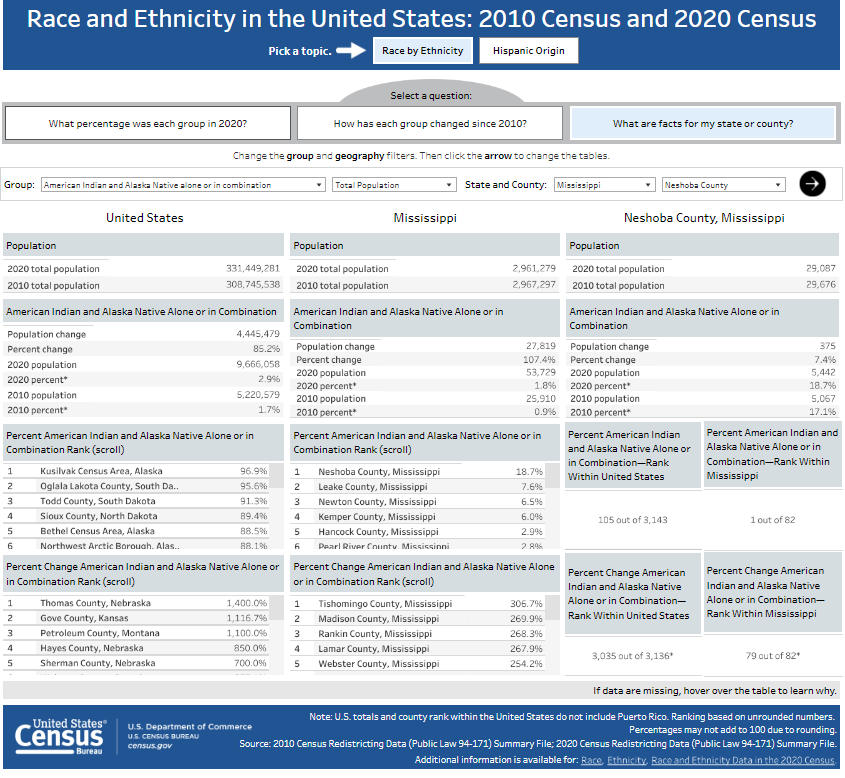 Race and Ethnicity in the United States: 2010 Census and 2020 Census
Pick a topic. Race by Ethnicity Hispanic Origin
Select a question:
What percentage was each group in 2020? How has each group changed since 2010? What are facts for my state or county?
Change the group and geography filters. Then click the arrow to change the tables.
Group: American Indian and Alaska Native alone or in combination Total Population State and County: Mississippi Neshoba County
United States
Population
2020 total population 331,449,281
2010 total population 308,745,538
American Indian and Alaska Native Alone or in Combination
Population change 4,445,479
Percent change 85.2%
2020 population 9,666,058
2020 percent* 2.9%
2010 population 5,220,579
2010 percent* 1.7%
Percent American Indian and Alaska Native Alone or in
Combination Rank (scroll)
1 Kusilvak Census Area, Alaska 96.9%
2 Oglala Lakota County, South Da.. 95.6%
3 Todd County, South Dakota 91.3%
4 Sioux County, North Dakota 89.4%
5 Bethel Census Area, Alaska 88.5%
6 Northwest Arctic Borough, Alas.. 88.1%
Percent Change American Indian and Alaska Native Alone or
in Combination Rank (scroll)
1 Thomas County, Nebraska 1,400.0%
2 Gove County, Kansas 1,116.7%
3 Petroleum County, Montana 1,100.0%
4 Hayes County, Nebraska 850.0%
5 Sherman County, Nebraska 700.0%
Mississippi
Population
2020 total population 2,961,279
2010 total population 2,967,297
American Indian and Alaska Native Alone or in
Combination
Population change 27,819
Percent change 107.4%
2020 population 53,729
2020 percent* 1.8%
2010 population 25,910
2010 percent* 0.9%
Percent American Indian and Alaska Native Alone or in
Combination Rank (scroll)
1 Neshoba County, Mississippi 18.7%
2 Leake County, Mississippi 7.6%
3 Newton County, Mississippi 6.5%
4 Kemper County, Mississippi 6.0%
5 Hancock County, Mississippi 2.9%
6 Pearl River County, Mississippi 2.8%
Percent Change American Indian and Alaska Native Alone
or in Combination Rank (scroll)
1 Tishomingo County, Mississippi 306.7%
2 Madison County, Mississippi 269.9%
3 Rankin County, Mississippi 268.3%
4 Lamar County, Mississippi 267.9%
5 Webster County, Mississippi 254.2%
Neshoba County, Mississippi
Population
2020 total population 29,087
2010 total population 29,676
American Indian and Alaska Native Alone or in
Combination
Population change 375
Percent change 7.4%
2020 population 5,442
2020 percent* 18.7%
2010 population 5,067
2010 percent* 17.1%
Percent American Indian
and Alaska Native Alone or
in Combination—Rank
Within United States
105 out of 3,143
Percent American Indian and
Alaska Native Alone or in
Combination—Rank Within
Mississippi
1 out of 82
Percent Change American
Indian and Alaska Native
Alone or in Combination—
Rank Within United States
3,035 out of 3,136*
Percent Change American
Indian and Alaska Native
Alone or in Combination—
Rank Within Mississippi
79 out of 82*
If data are missing, hover over the table to learn why.
United States®
Census
Bureau
U.S. Department of Commerce
U.S. CENSUS BUREAU
census.gov
Note: U.S. totals and county rank within the United States do not include Puerto Rico. Ranking based on unrounded numbers.
Percentages may not add to 100 due to rounding.
Source: 2010 Census Redistricting Data (Public Law 94-171) Summary File; 2020 Census Redistricting Data (Public Law 94-171) Summary File.
Additional information is available for: Race, Ethnicity, Race and Ethnicity Data in the 2020 Census.